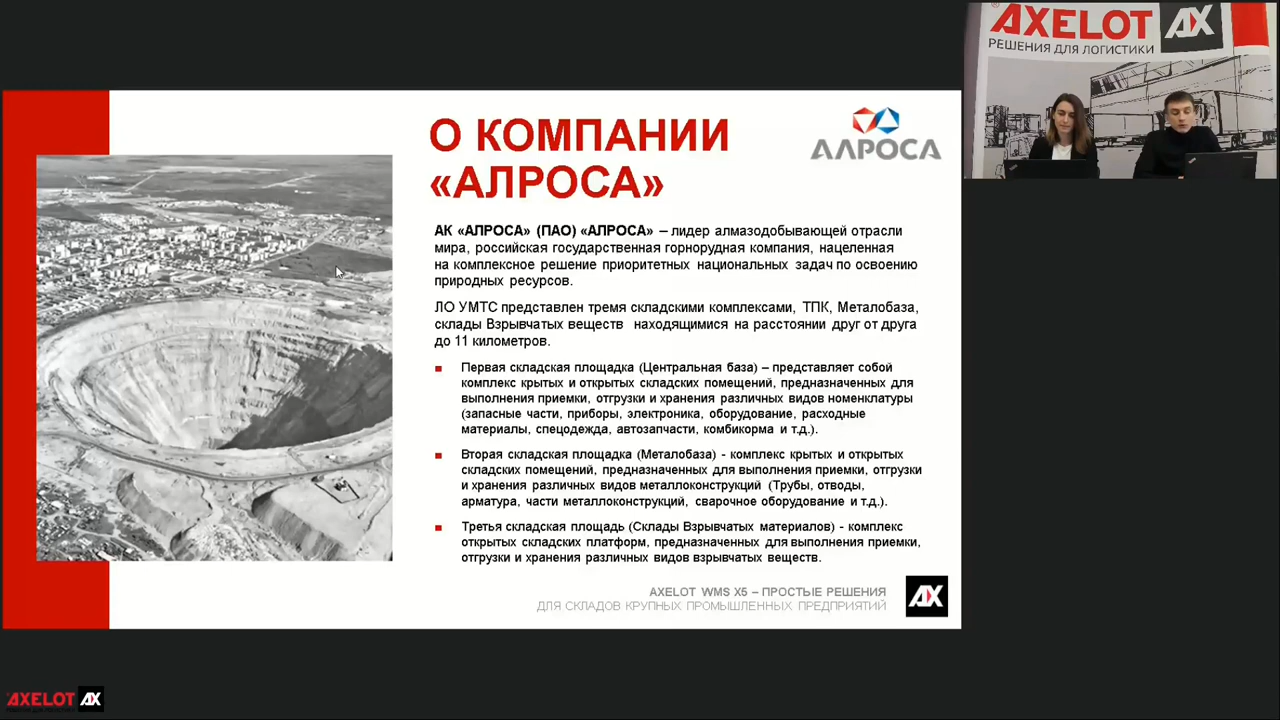 AXELOT AX
РЕШЕНИЯ ДЛЯ ЛОГИСТИКИ
О КОМПАНИИ
«АЛРОСА»
АЛРОСА
АК «АЛРОСА» (ПАО) «АЛРОСА» – лидер алмазодобывающей отрасли
мира, российская государственная горнорудная компания, нацеленная
на комплексное решение приоритетных национальных задач по освоению
природных ресурсов.
ЛО УМТС представлен тремя складскими комплексами, ТПК, Металобаза,
склады Взрывчатых веществ находящимися на расстоянии друг от друга
до 11 километров.
Первая складская площадка (Центральная база) – представляет собой
комплекс крытых и открытых складских помещений, предназначенных для
выполнения приемки, отгрузки и хранения различных видов номенклатуры
(запасные части, приборы, электроника, оборудование, расходные
материалы, спецодежда, автозапчасти, комбикорма и т.д.).
Вторая складская площадка (Металобаза) - комплекс крытых и открытых
складских помещений, предназначенных для выполнения приемки, отгрузки
и хранения различных видов металлоконструкций (Трубы, отводы,
арматура, части металлоконструкций, сварочное оборудование и т.д.).
Третья складская площадь (Склады Взрывчатых материалов) - комплекс
открытых складских платформ, предназначенных для выполнения приемки,
отгрузки и хранения различных видов взрывчатых веществ.
AXELOT WMS X5 – ПРОСТЫЕ РЕШЕНИЯ
ДЛЯ СКЛАДОВ КРУПНЫХ ПРОМЫШЛЕННЫХ ПРЕДПРИЯТИЙ
AX
AXELOT AX
РЕШЕНИЯ ДЛЯ ЛОГИСТИКИ